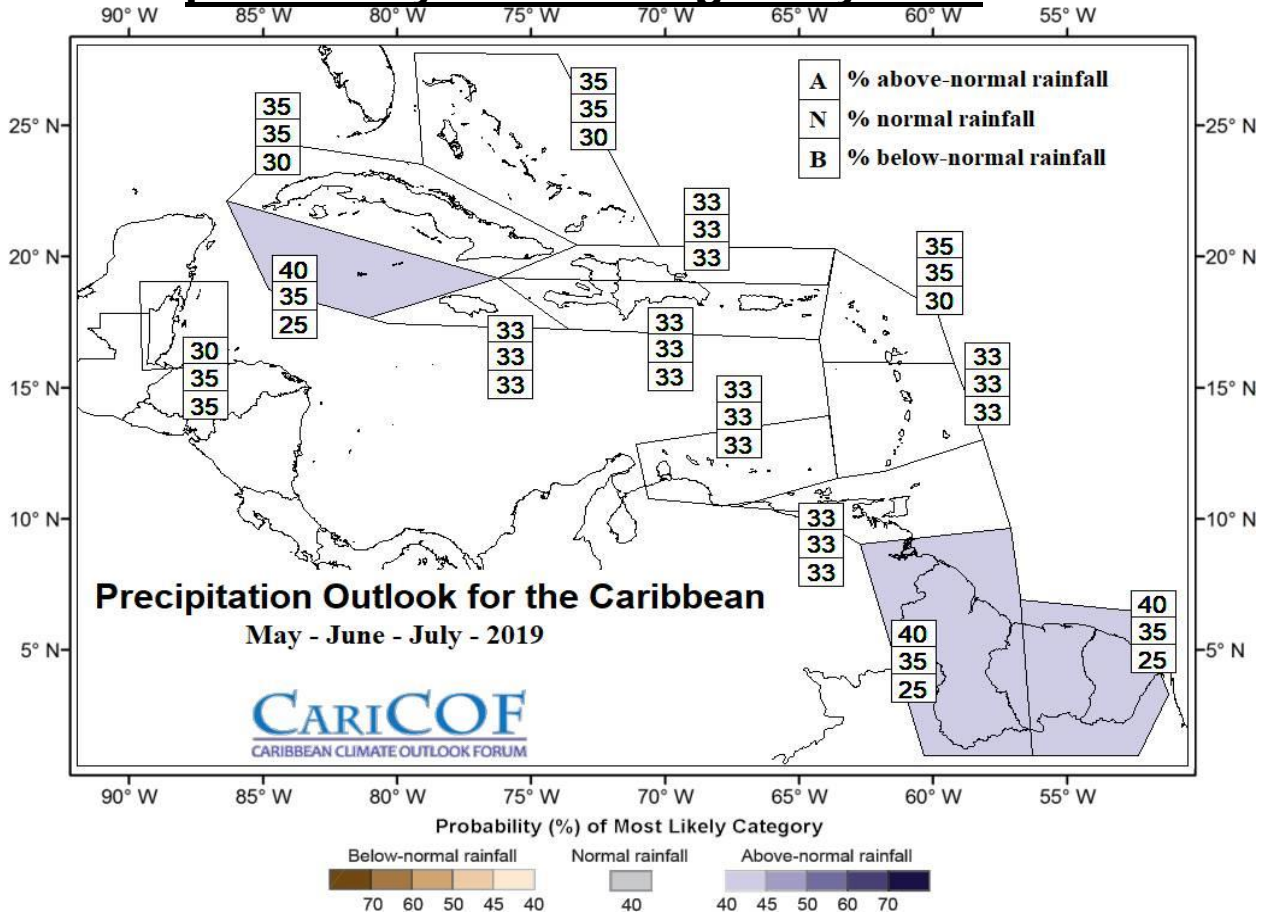 90° W 85° W 80° W 75° W 70° W 65° W 60° W 55° W
A % above-normal rainfall
N % normal rainfall
B % below-normal rainfall
25° N
25° N
20° N
20° N
15° N
15° N
10° N
10° N
5° N
5° N
35
35
30
35
35
30
33
33
33
35
35
30
40
35
25
33
33
33
33
33
33
33
33
33
30
35
35
33
33
33
33
33
33
40
35
25
40
35
25
Precipitation Outlook for the Caribbean
May - June - July - 2019
CARICOF
CARIBBEAN CLIMATE OUTLOOK FORUM
90° W 85° W 80° W 75° W 70° W 65° W 60° W 55° W
Probability (%) of Most Likely Category
Below-normal rainfall Normal rainfall Above-normal rainfall
70 60 50 45 40 40 40 45 50 60 70